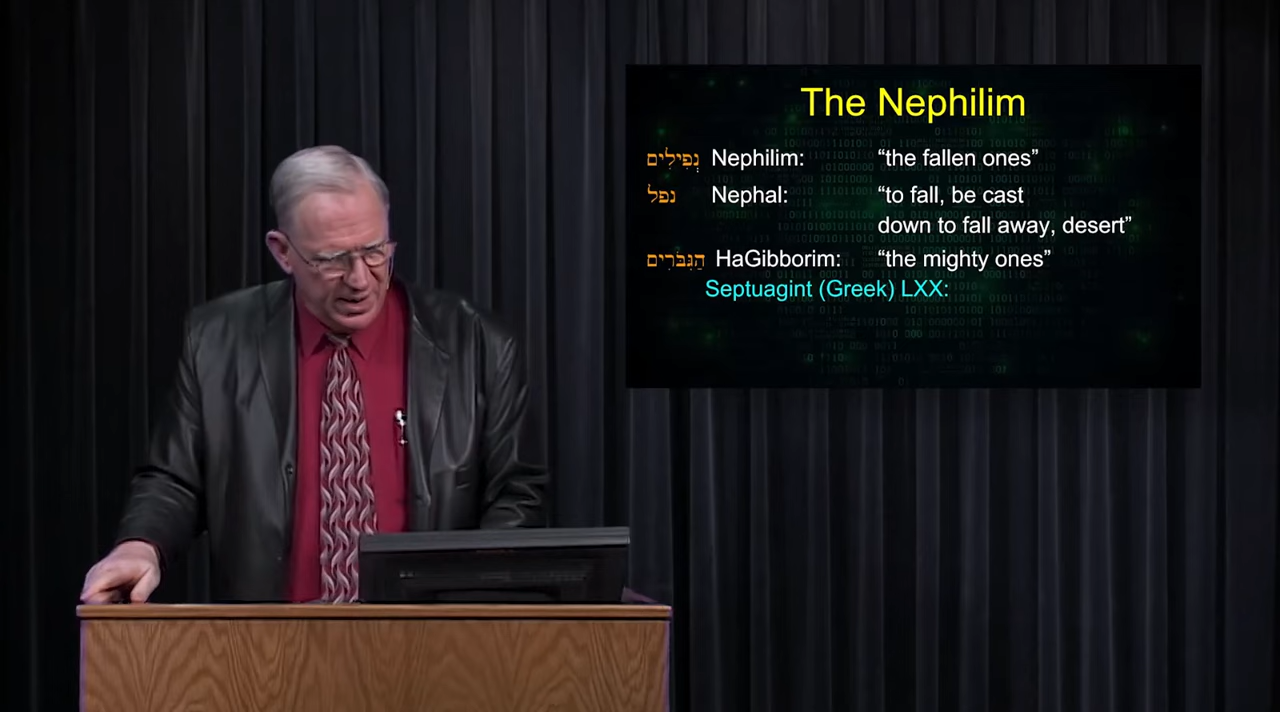 The Nephilim
נְפִילִים Nephilim: “the fallen ones”
נפל Nephal: “to fall, be cast
down to fall away, desert”
הַגִּבֹּרִים HaGibborim: “the mighty ones”
Septuagint (Greek) LXX: